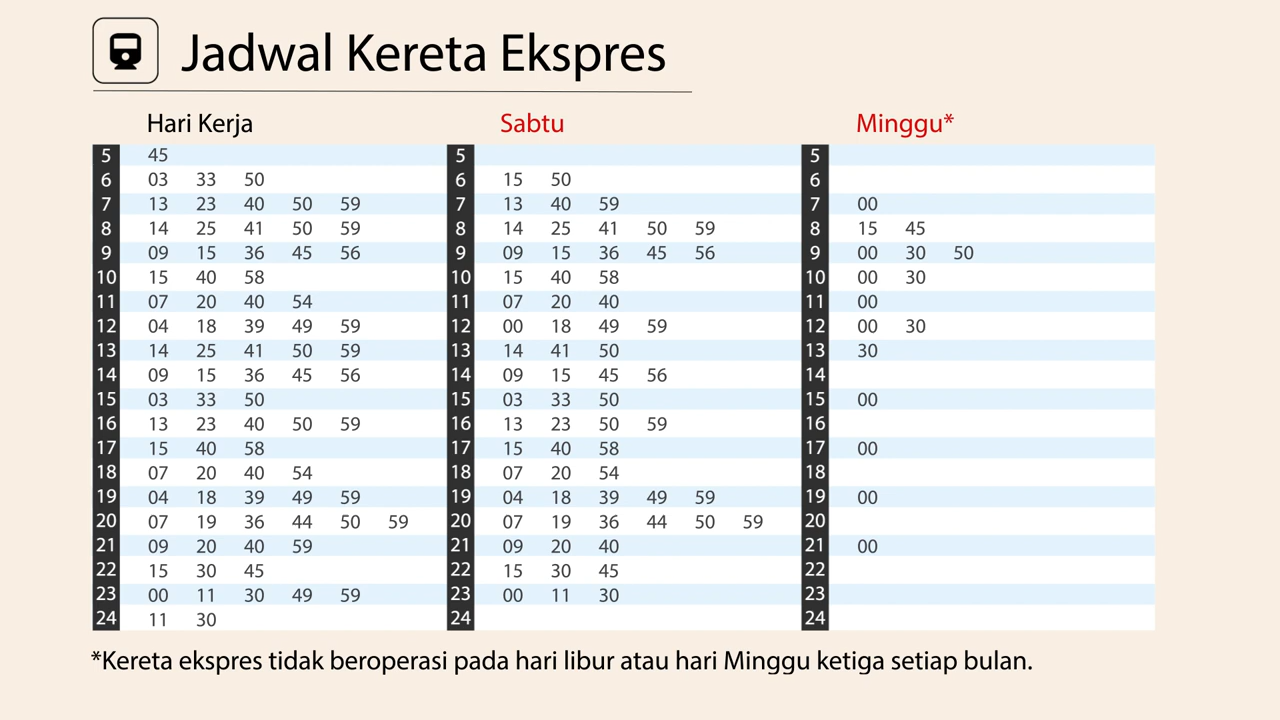 Jadwal Kereta Ekspres
Hari Kerja Sabtu Minggu*
5 45 5 5
6 03 33 50 6 15 50 6
7 13 23 40 50 59 7 13 40 59 7 00
8 14 25 41 50 59 8 14 25 41 50 59 8 15 45
9 09 15 36 45 56 9 09 15 36 45 56 9 00 30 50
10 15 40 58 10 15 40 58 10 00 30
11 07 20 40 54 11 07 20 40 11 00
12 04 18 39 49 59 12 00 18 49 59 12 00 30
13 14 25 41 50 59 13 14 41 50 13 30
14 09 15 36 45 56 14 09 15 45 56 14
15 03 33 50 15 03 33 50 15 00
16 13 23 40 50 59 16 13 23 50 59 16
17 15 40 58 17 15 40 58 17 00
18 07 20 40 54 18 07 20 54 18
19 04 18 39 49 59 19 04 18 39 49 59 19 00
20 07 19 36 44 50 59 20 07 19 36 44 50 59 20
21 09 20 40 59 21 09 20 40 21 00
22 15 30 45 22 15 30 45 22
23 00 11 30 49 59 23 00 11 30 23
24 11 30 24 24
*Kereta ekspres tidak beroperasi pada hari libur atau hari Minggu ketiga setiap bulan.